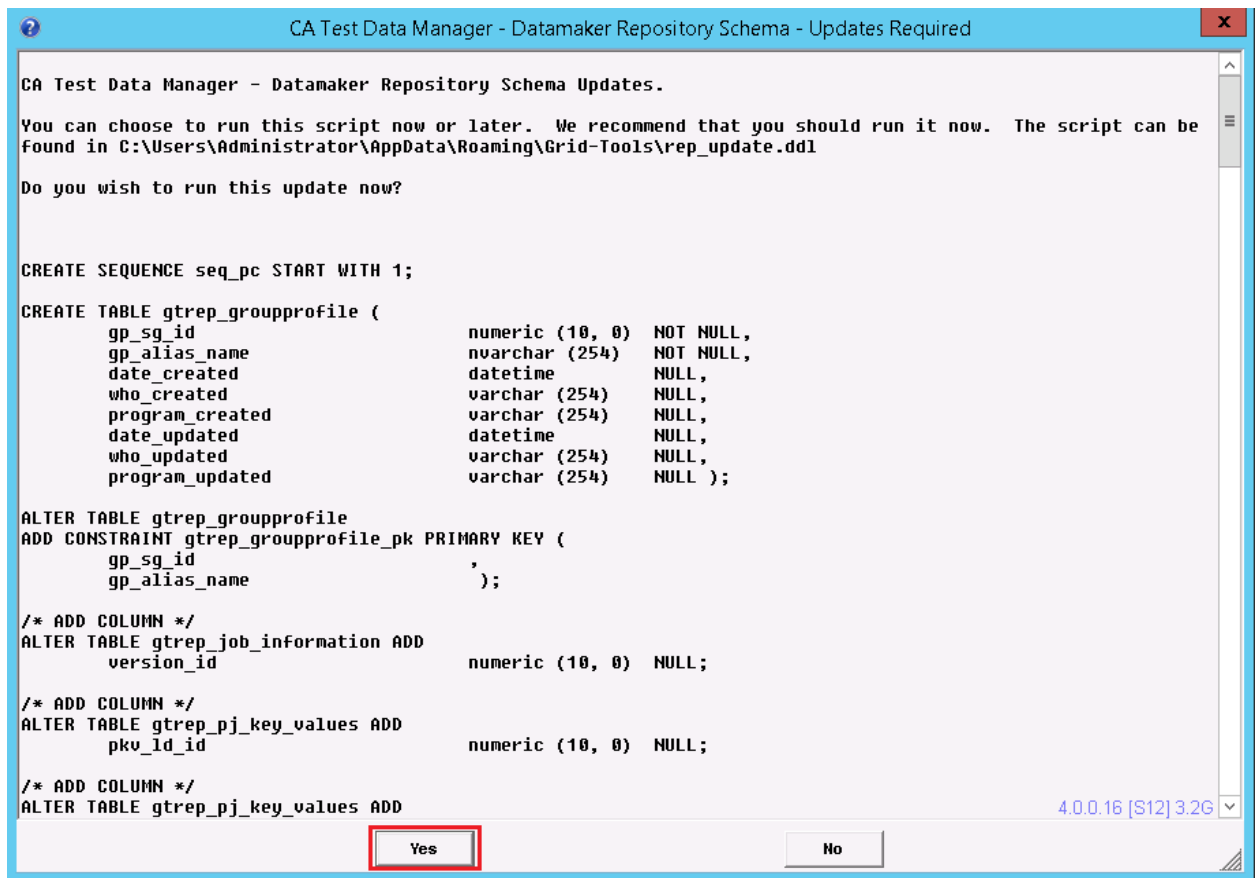 CA Test Data Manager - Datamaker Repository Schema - Updates Required
x
CA Test Data Manager - Datamaker Repository Schema Updates.
You can choose to run this script now or later.  We recommend that you should run it now.  The script can be
found in C:\Users\Administrator\AppData\Roaming\Grid-Tools\rep_update.ddl
Do you wish to run this update now?
CREATE SEQUENCE seq_pc START WITH 1;
CREATE TABLE gtrep_groupprofile (
gp_sg_id numeric (10, 0) NOT NULL,
gp_alias_name nvarchar (254) NOT NULL,
date_created datetime NULL,
who_created varchar (254) NULL,
program_created varchar (254) NULL,
date_updated datetime NULL,
who_updated varchar (254) NULL,
program_updated varchar (254) NULL );
ALTER TABLE gtrep_groupprofile
ADD CONSTRAINT gtrep_groupprofile_pk PRIMARY KEY (
gp_sg_id ,
gp_alias_name );
/* ADD COLUMN */
ALTER TABLE gtrep_job_information ADD
version_id numeric (10, 0) NULL;
/* ADD COLUMN */
ALTER TABLE gtrep_pj_key_values ADD
pkv_ld_id numeric (10, 0) NULL;
/* ADD COLUMN */
ALTER TABLE gtrep_pj_key_values ADD
4.0.0.16 [S12] 3.2G
Yes
No